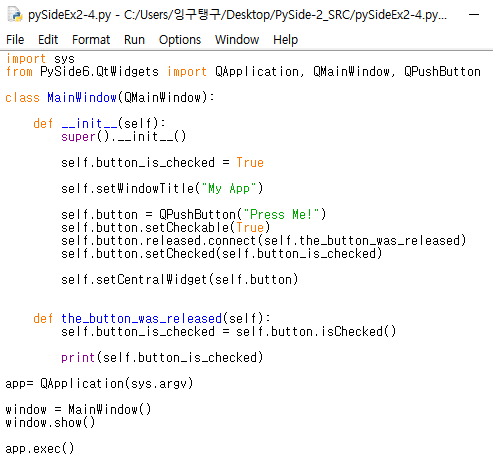 pySideEx2-4.py - C:/Users/잉구탱구/Desktop/PySide-2_SRC/pySideEx2-4.py...
File Edit Format Run Options Window Help
import sys
from PySide6.QtWidgets import QApplication, QMainWindow, QPushButton

class MainWindow(QMainWindow):

    def __init__(self):
        super().__init__()

        self.button_is_checked = True

        self.setWindowTitle("My App")

        self.button = QPushButton("Press Me!")
        self.button.setCheckable(True)
        self.button.released.connect(self.the_button_was_released)
        self.button.setChecked(self.button_is_checked)

        self.setCentralWidget(self.button)


    def the_button_was_released(self):
        self.button_is_checked = self.button.isChecked()

        print(self.button_is_checked)

app= QApplication(sys.argv)

window = MainWindow()
window.show()

app.exec()